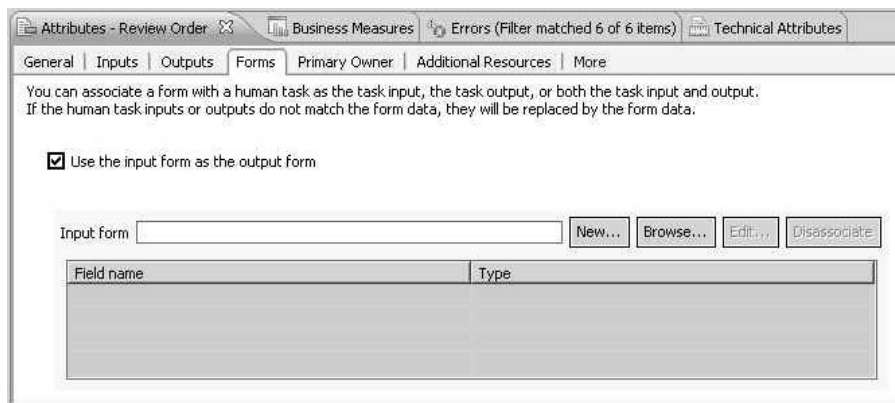 Attributes - Review Order Business Measures Errors (Filter matched 6 of 6 items) Technical Attributes
General | Inputs | Outputs | Forms | Primary Owner | Additional Resources | More
You can associate a form with a human task as the task input, the task output, or both the task input and output.
If the human task inputs or outputs do not match the form data, they will be replaced by the form data.
Use the input form as the output form
Input form New... Browse... Edit... Disassociate
Field name Type